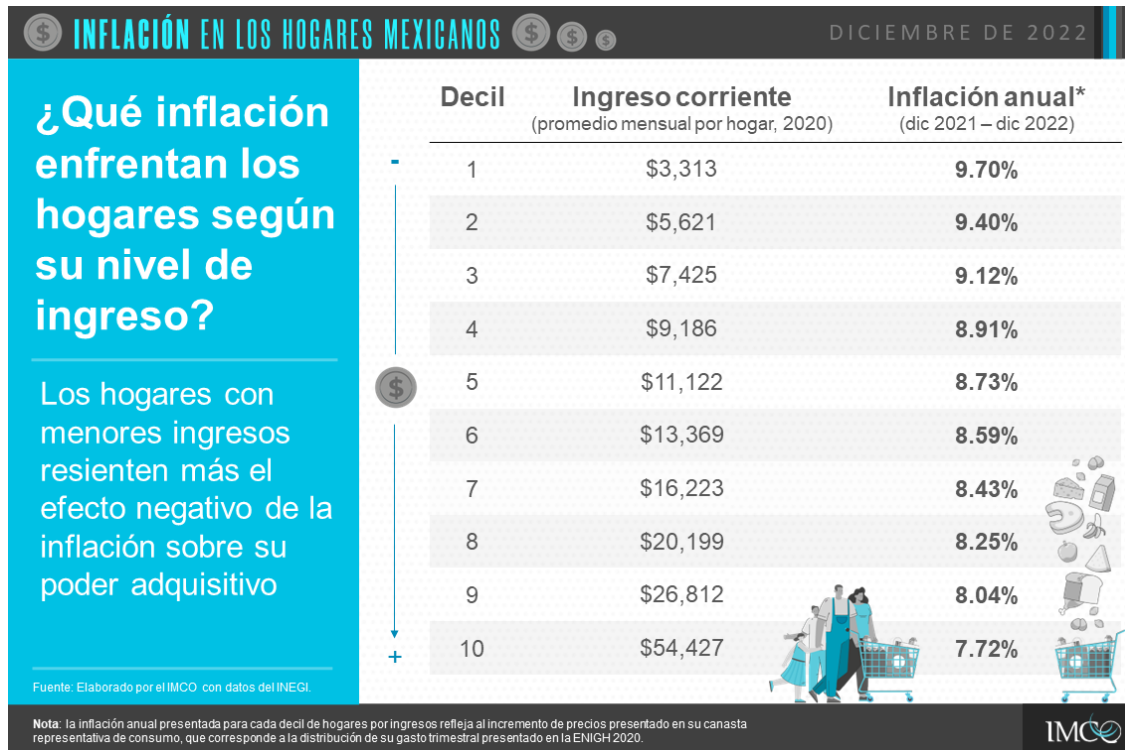 INFLACIÓN EN LOS HOGARES MEXICANOS
DICIEMBRE DE 2022
¿Qué inflación
enfrentan los
hogares según
su nivel de
ingreso?
Los hogares con
menores ingresos
resienten más el
efecto negativo de la
inflación sobre su
poder adquisitivo
Fuente: Elaborado por el IMCO con datos del INEGI.
Decil Ingreso corriente Inflación anual*
(promedio mensual por hogar, 2020) (dic 2021 – dic 2022)
-
1 $3,313 9.70%
2 $5,621 9.40%
3 $7,425 9.12%
4 $9,186 8.91%
$
5 $11,122 8.73%
6 $13,369 8.59%
7 $16,223 8.43%
8 $20,199 8.25%
9 $26,812 8.04%
+
10 $54,427 7.72%
Nota: la inflación anual presentada para cada decil de hogares por ingresos refleja al incremento de precios presentado en su canasta
representativa de consumo, que corresponde a la distribución de su gasto trimestral presentado en la ENIGH 2020.
IMCO